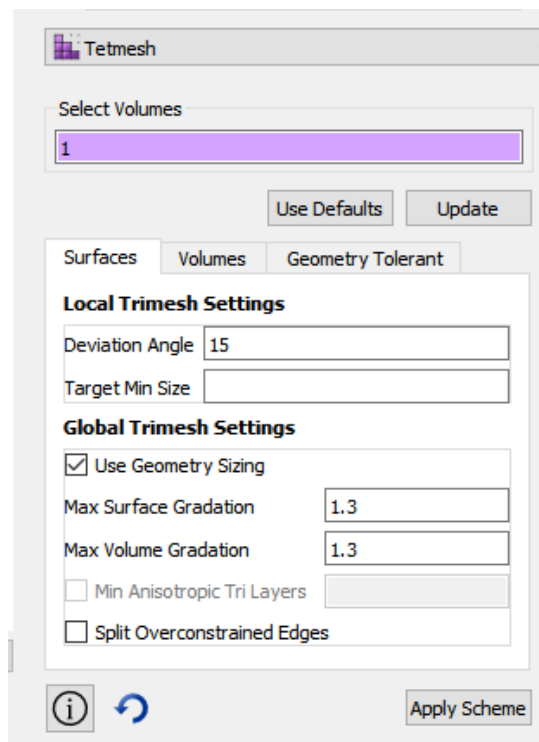 Tetmesh
Select Volumes
1
Use Defaults Update
Surfaces Volumes Geometry Tolerant
Local Trimesh Settings
Deviation Angle 15
Target Min Size
Global Trimesh Settings
Use Geometry Sizing
Max Surface Gradation 1.3
Max Volume Gradation 1.3
Min Anisotropic Tri Layers
Split Overconstrained Edges
Apply Scheme